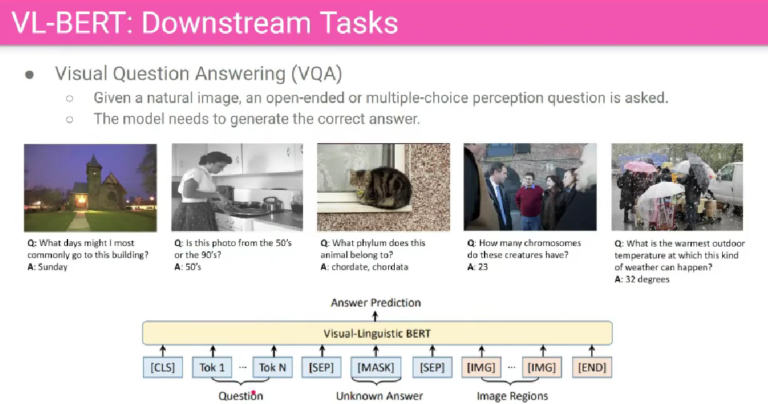 VL-BERT: Downstream Tasks
● Visual Question Answering (VQA)
○ Given a natural image, an open-ended or multiple-choice perception question is asked.
○ The model needs to generate the correct answer.
Q: What days might I most
commonly go to this building?
A: Sunday
Q: Is this photo from the 50's
or the 90's?
A: 50's
Q: What phylum does this
animal belong to?
A: chordate, chordata
Q: How many chromosomes
do these creatures have?
A: 23
Q: What is the warmest outdoor
temperature at which this kind
of weather can happen?
A: 32 degrees
Answer Prediction
Visual-Linguistic BERT
[CLS] Tok 1 ... Tok N [SEP] [MASK] [SEP] [IMG] ... [IMG] [END]
Question Unknown Answer Image Regions